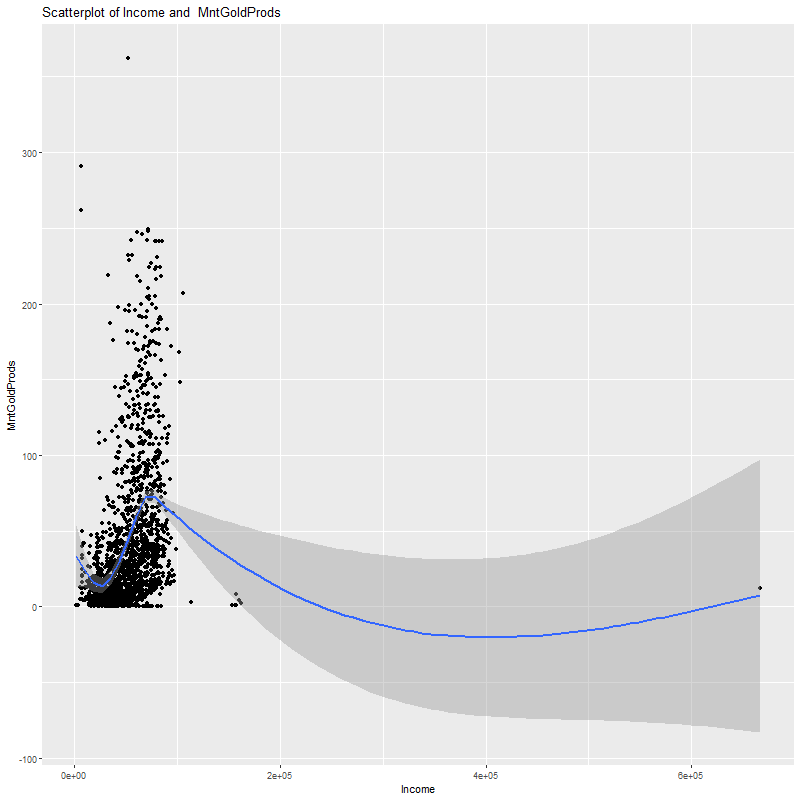 Scatterplot of Income and  MntGoldProds
MntGoldProds
300
200
100
0
-100
0e+00
2e+05
4e+05
6e+05
Income